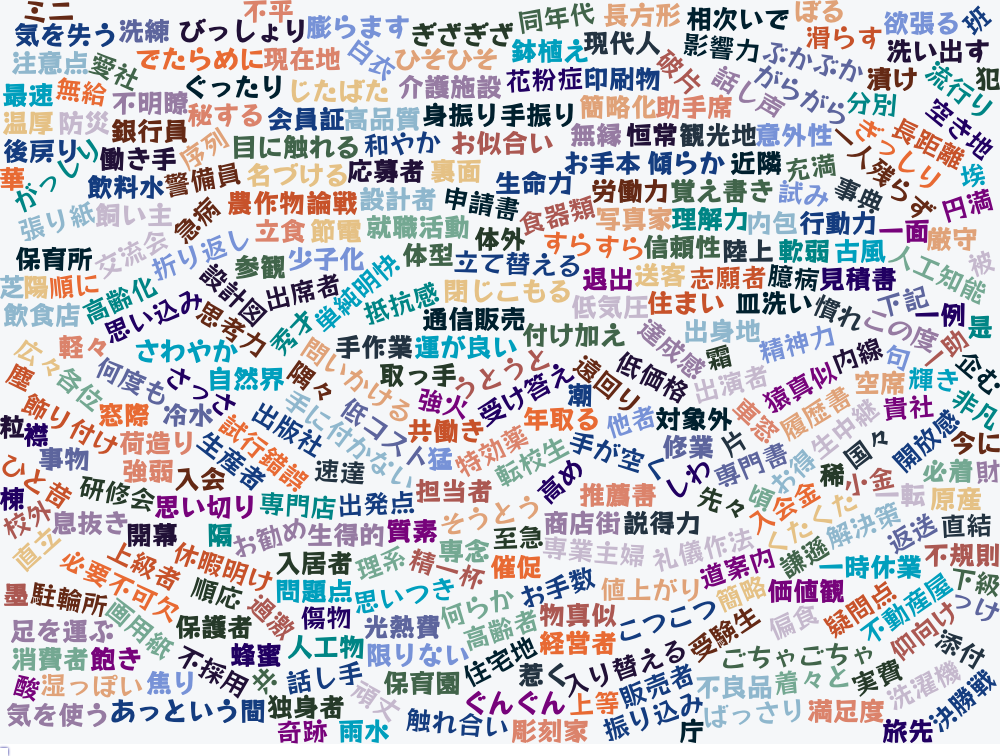 ミニ
不平
気を失う
洗練
びっしょり
膨らます
ぎざぎざ
同年代
長方形
相次いで
ぼる
欲張る
班
滑らす
洗い出す
注意点
愛社
でたらめに
現在地
白衣
ひそひそ
鉢植え
現代人
影響力
ぶかぶか
破片
話し声
がらがら
漬け
流行り
犯
最速
無給
不明瞭
ぐったり
じたばた
介護施設
花粉症
印刷物
分別
空き地
温厚
防災
銀行員
秘する
会員証
高品質
身振り手振り
簡略化
助手席
ぎっしり
長距離
後戻り
働き手
序列
目に触れる
和やか
お似合い
無縁
恒常
観光地
意外性
一人残らず
華
がっしり
飲料水
警備員
名づける
応募者
裏面
生命力
お手本
傾らか
近隣
充満
埃
円満
張り紙
飼い主
急病
農作物
論戦
設計者
申請書
食器類
労働力
覚え書き
試み
事典
立食
節電
就職活動
写真家
理解力
内包
行動力
一面
厳守
保育所
交流会
折り返し
参観
少子化
体型
体外
立て替える
すらすら
信頼性
陸上
軟弱
古風
人工知能
被
芝
陽
順に
高齢化
設計図
出席者
単純明快
抵抗感
閉じこもる
退出
送客
志願者
臆病
見積書
飲食店
思い込み
思考力
秀才
通信販売
付け加え
低気圧
住まい
皿洗い
慣れ
下記
一例
この度
一助
是
広々
軽々
さわやか
問いかける
手作業
運が良い
達成感
出身地
霜
精神力
内線
句
企む
塵
各位
何度も
さっさ
自然界
隅々
取っ手
うとうと
受け答え
遠回り
潮
低価格
出演者
猿真似
空席
輝き
非凡
飾り付け
窓際
冷水
出版社
手に付かない
低コスト
強火
共働き
年取る
他者
対象外
履歴書
生中継
貴社
開放感
粒
襟
事物
荷造り
強弱
生産者
試行錯誤
速達
猛
特効薬
転校生
手が空く
修業
片
専門書
お得
国々
今に
必着
財
ひと昔
棟
研修会
入会
思い切り
専門店
出発点
担当者
高め
推薦書
しわ
先々
頃
入会金
稀
小金
一転
原産
校外
息抜き
開幕
隔
お勧め
生得的
質素
そうとう
至急
商店街
説得力
くたくた
解決策
返送
直結
直立
必要不可欠
上級者
休暇明け
入居者
理系
精一杯
専念
催促
専業主婦
礼儀作法
道案内
謙遜
一時休業
不規則
下級
墨
駐輪所
画用紙
順応
過激
問題点
思いつき
何らか
お手数
値上がり
簡略
価値観
疑問点
不動産屋
つけ
足を運ぶ
保護者
傷物
光熱費
高齢者
物真似
こつこつ
受験生
偏食
仰向け
添付
消費者
飽き
不採用
蜂蜜
人工物
限りない
住宅地
経営者
惹く
入り替える
ごちゃごちゃ
酸
湿っぽい
焦り
話し手
頑丈
保育園
ぐんぐん
上等
販売者
不良品
着々と
実費
洗濯機
決勝戦
気を使う
あっという間
独身者
奇跡
雨水
触れ合い
彫刻家
振り込み
庁
ばっさり
満足度
旅先